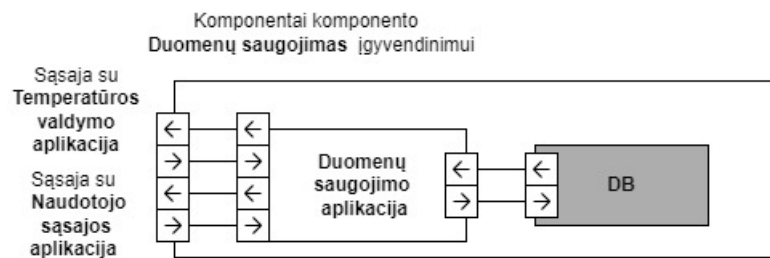 Komponentai komponento
Duomenų saugojimas įgyvendinimui
Sąsaja su
Temperatūros
valdymo
aplikacija
Sąsaja su
Naudotojo
sąsajos
aplikacija
Duomenų
saugojimo
aplikacija
DB